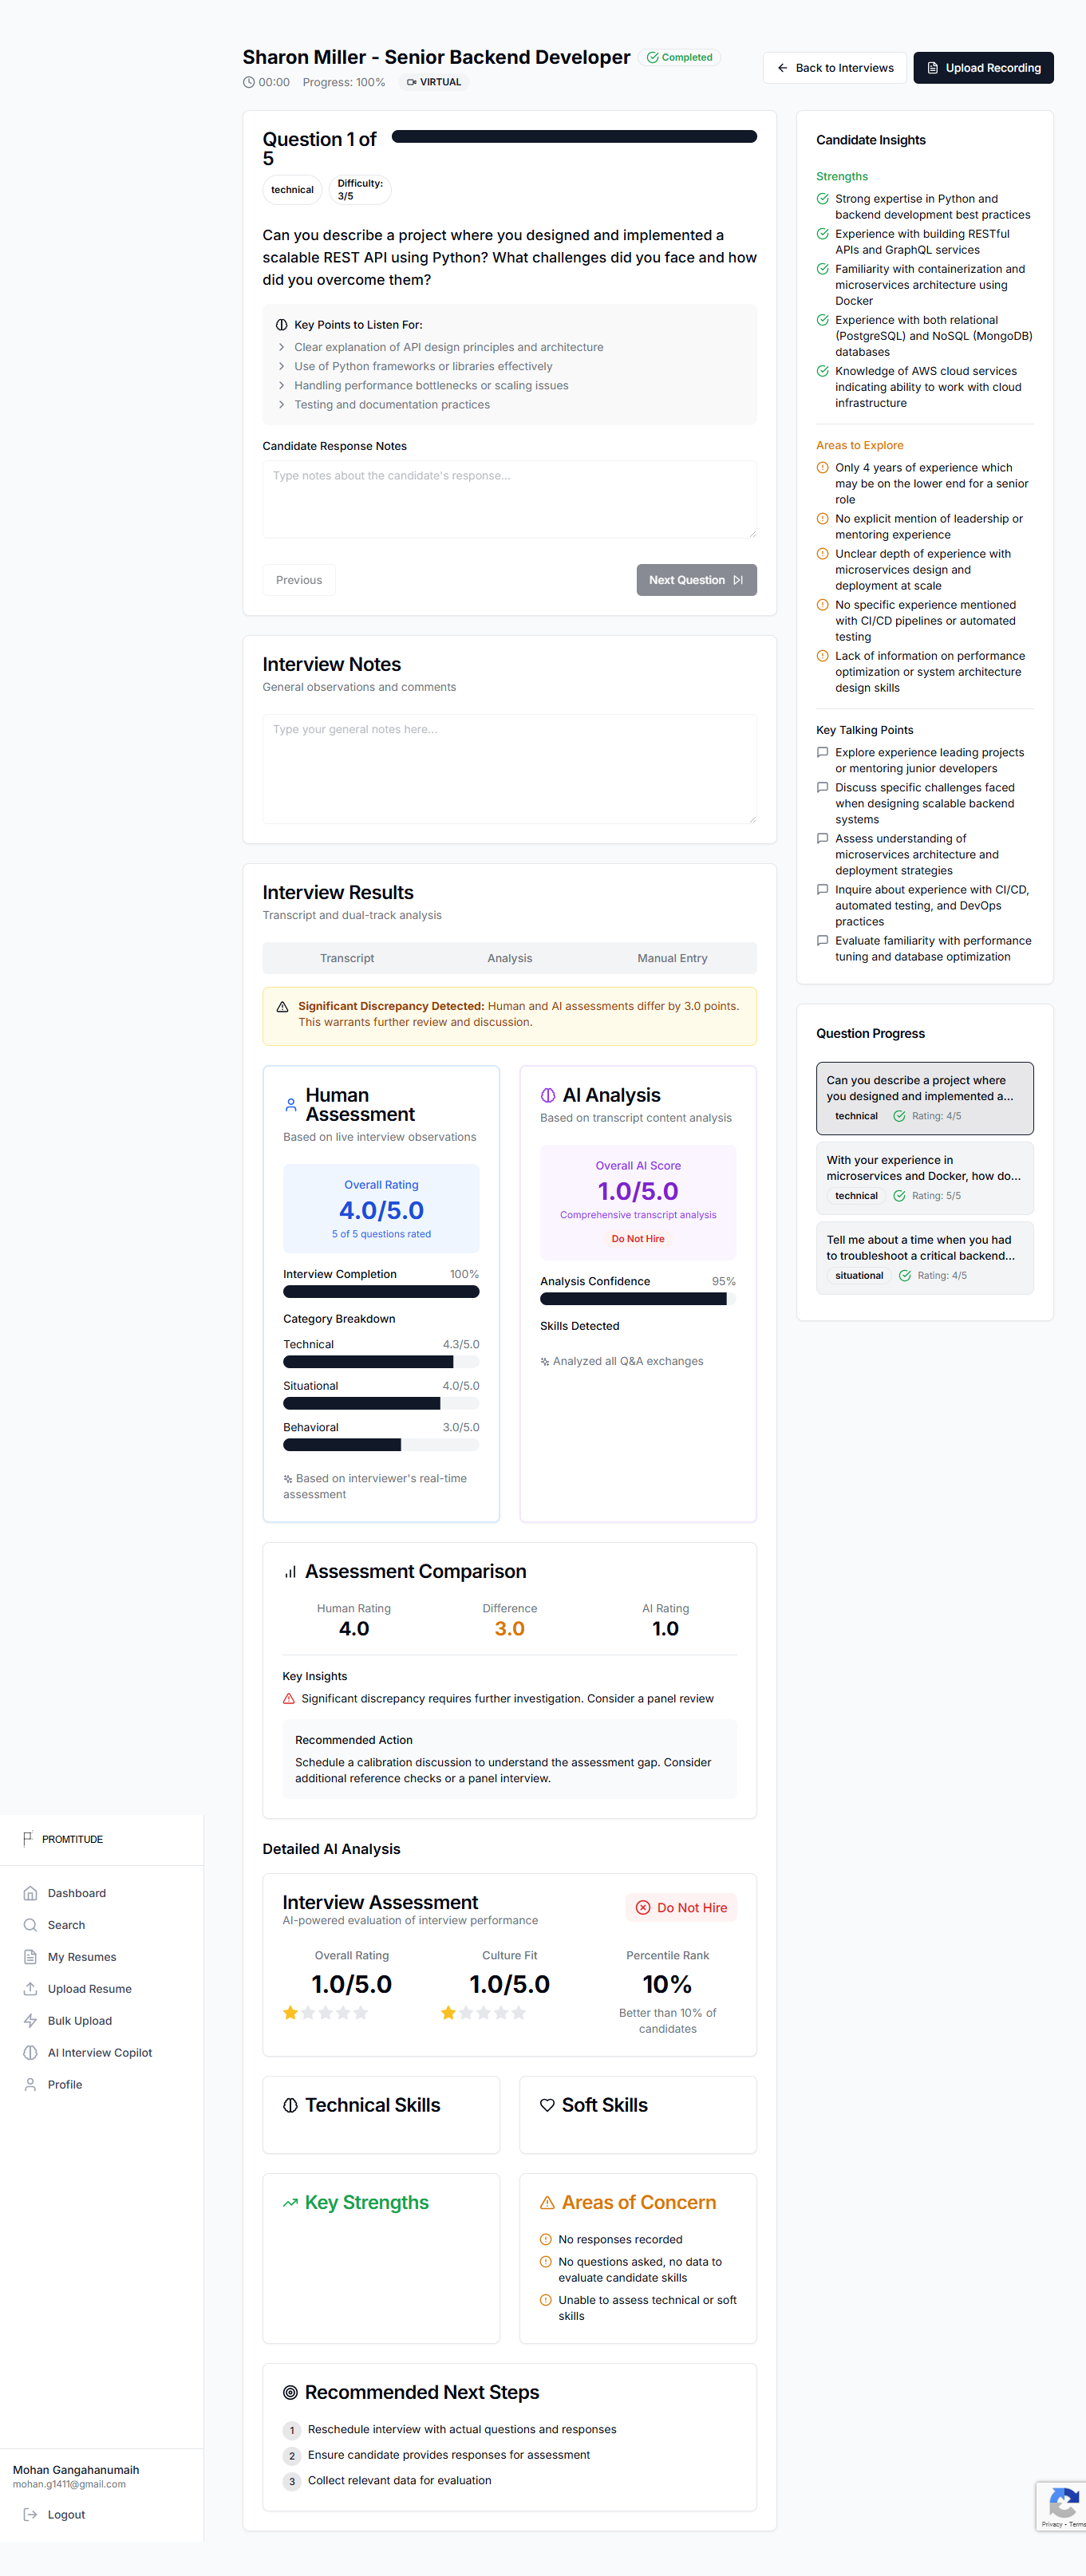 Sharon Miller - Senior Backend Developer
Completed
00:00
Progress: 100%
VIRTUAL
Back to Interviews
Upload Recording
Question 1 of
5
technical
Difficulty:
3/5
Can you describe a project where you designed and implemented a
scalable REST API using Python? What challenges did you face and how
did you overcome them?
Key Points to Listen For:
Clear explanation of API design principles and architecture
Use of Python frameworks or libraries effectively
Handling performance bottlenecks or scaling issues
Testing and documentation practices
Candidate Response Notes
Type notes about the candidate's response...
Previous
Next Question
Interview Notes
General observations and comments
Type your general notes here...
Interview Results
Transcript and dual-track analysis
Transcript
Analysis
Manual Entry
Significant Discrepancy Detected: Human and AI assessments differ by 3.0 points.
This warrants further review and discussion.
Human
Assessment
Based on live interview observations
Overall Rating
4.0/5.0
5 of 5 questions rated
Interview Completion 100%
Category Breakdown
Technical 4.3/5.0
Situational 4.0/5.0
Behavioral 3.0/5.0
Based on interviewer's real-time
assessment
AI Analysis
Based on transcript content analysis
Overall AI Score
1.0/5.0
Comprehensive transcript analysis
Do Not Hire
Analysis Confidence 95%
Skills Detected
Analyzed all Q&A exchanges
Assessment Comparison
Human Rating
4.0
Difference
3.0
AI Rating
1.0
Key Insights
Significant discrepancy requires further investigation. Consider a panel review
Recommended Action
Schedule a calibration discussion to understand the assessment gap. Consider
additional reference checks or a panel interview.
Detailed AI Analysis
Interview Assessment
AI-powered evaluation of interview performance
Do Not Hire
Overall Rating
1.0/5.0
Culture Fit
1.0/5.0
Percentile Rank
10%
Better than 10% of
candidates
Technical Skills
Soft Skills
Key Strengths
Areas of Concern
No responses recorded
No questions asked, no data to
evaluate candidate skills
Unable to assess technical or soft
skills
Recommended Next Steps
1 Reschedule interview with actual questions and responses
2 Ensure candidate provides responses for assessment
3 Collect relevant data for evaluation
Candidate Insights
Strengths
Strong expertise in Python and
backend development best practices
Experience with building RESTful
APIs and GraphQL services
Familiarity with containerization and
microservices architecture using
Docker
Experience with both relational
(PostgreSQL) and NoSQL (MongoDB)
databases
Knowledge of AWS cloud services
indicating ability to work with cloud
infrastructure
Areas to Explore
Only 4 years of experience which
may be on the lower end for a senior
role
No explicit mention of leadership or
mentoring experience
Unclear depth of experience with
microservices design and
deployment at scale
No specific experience mentioned
with CI/CD pipelines or automated
testing
Lack of information on performance
optimization or system architecture
design skills
Key Talking Points
Explore experience leading projects
or mentoring junior developers
Discuss specific challenges faced
when designing scalable backend
systems
Assess understanding of
microservices architecture and
deployment strategies
Inquire about experience with CI/CD,
automated testing, and DevOps
practices
Evaluate familiarity with performance
tuning and database optimization
Question Progress
Can you describe a project where
you designed and implemented a...
technical
Rating: 4/5
With your experience in
microservices and Docker, how do...
technical
Rating: 5/5
Tell me about a time when you had
to troubleshoot a critical backend...
situational
Rating: 4/5
PROMTITUDE
Dashboard
Search
My Resumes
Upload Resume
Bulk Upload
AI Interview Copilot
Profile
Mohan Gangahanumaih
mohan.g1411@gmail.com
Logout
Privacy - Terms